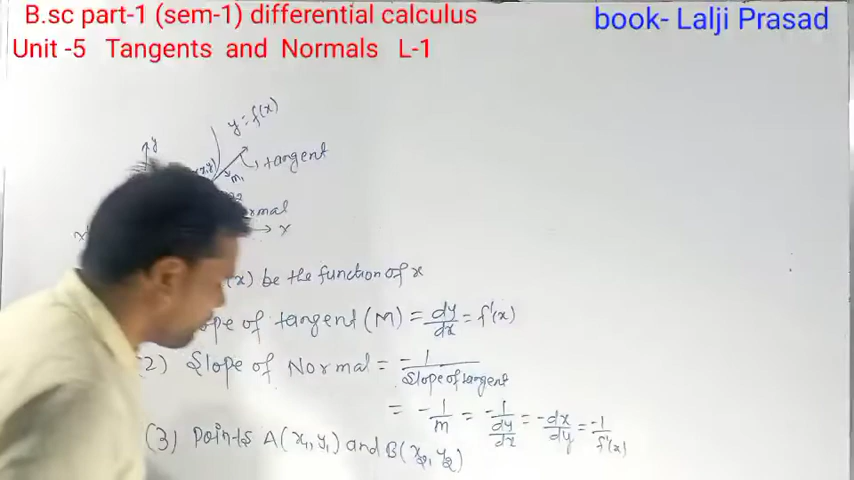 B.sc part-1 (sem-1) differential calculus
book- Lalji Prasad
Unit -5 Tangents and Normals L-1
y=f(x)
y
tangent
m₁
x
(x) be the function of x
ope of tangent (M) = dy/dx = f'(x)
2) Slope of Normal = -1/Slope of tangent
= -1/m = -1/(dy/dx) = -dx/dy = -1/f'(x)
(3) Points A(x₁, y₁) and B(x₂, y₂)